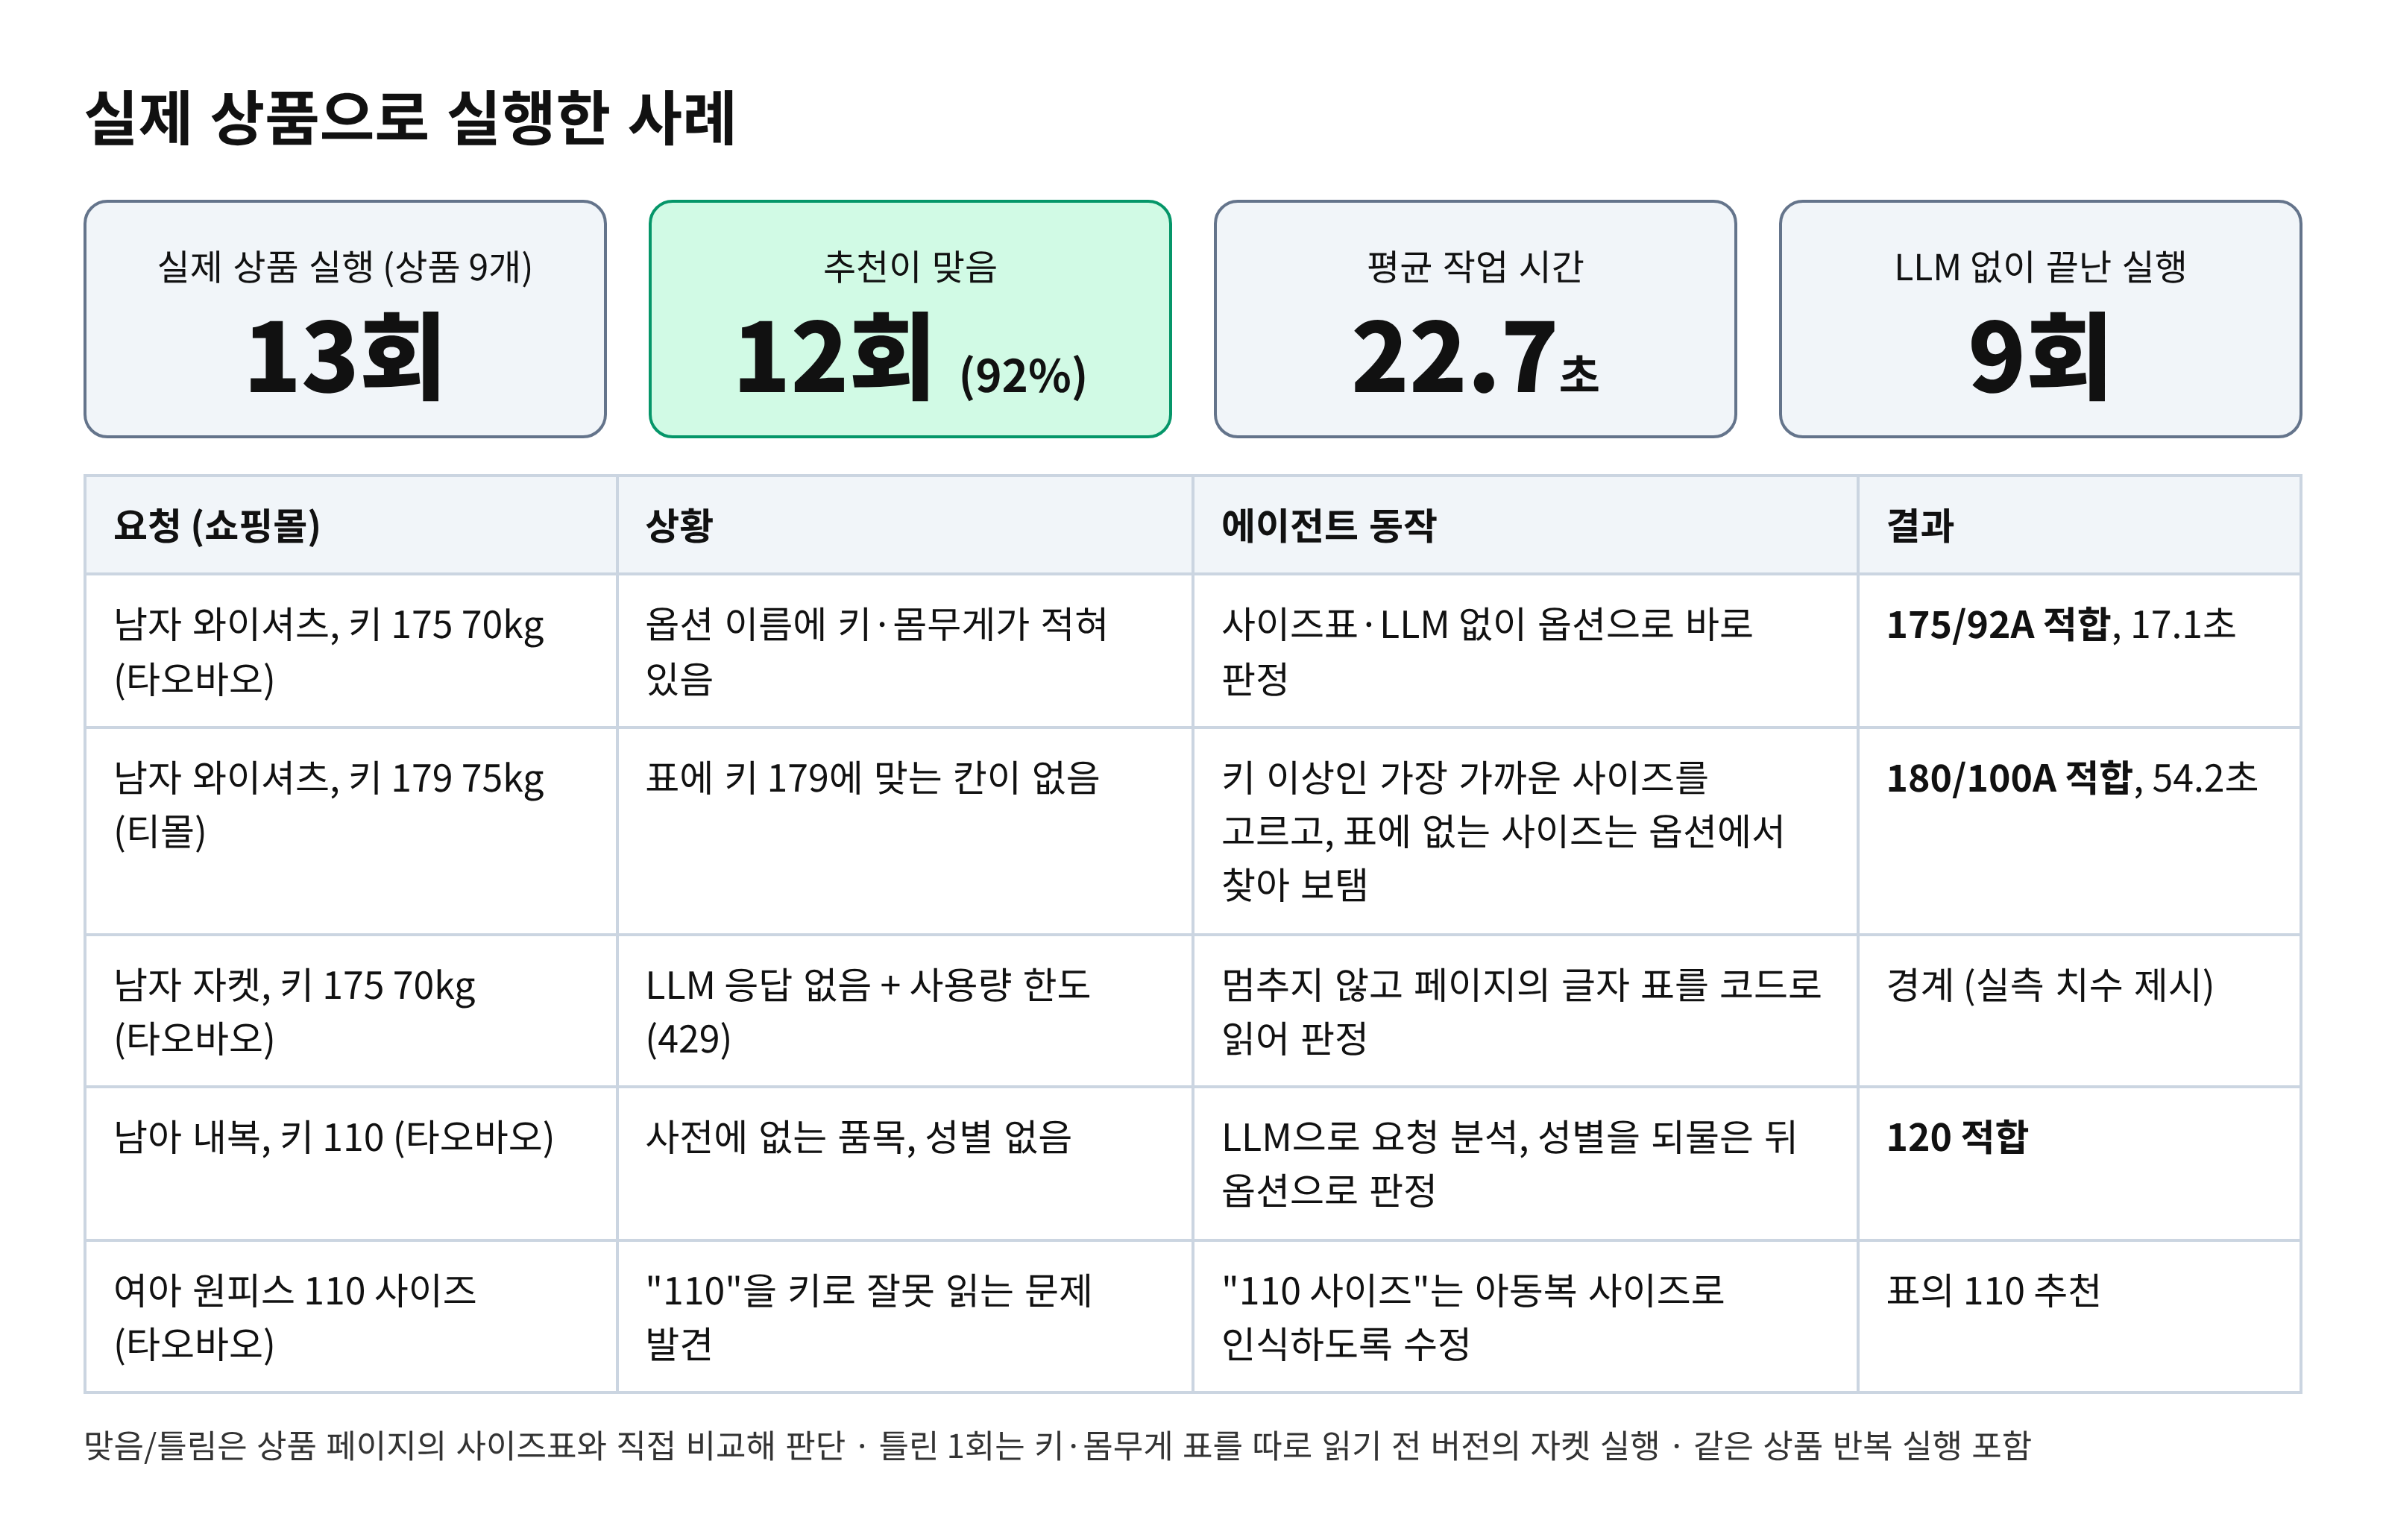 실제 상품으로 실행한 사례
실제 상품 실행 (상품 9개)
13회
추천이 맞음
12회 (92%)
평균 작업 시간
22.7초
LLM 없이 끝난 실행
9회
요청 (쇼핑몰)
상황
에이전트 동작
결과
남자 와이셔츠, 키 175 70kg
(타오바오)
옵션 이름에 키·몸무게가 적혀
있음
사이즈표·LLM 없이 옵션으로 바로
판정
175/92A 적합, 17.1초
남자 와이셔츠, 키 179 75kg
(티몰)
표에 키 179에 맞는 칸이 없음
키 이상인 가장 가까운 사이즈를
고르고, 표에 없는 사이즈는 옵션에서
찾아 보탬
180/100A 적합, 54.2초
남자 자켓, 키 175 70kg
(타오바오)
LLM 응답 없음 + 사용량 한도
(429)
멈추지 않고 페이지의 글자 표를 코드로
읽어 판정
경계 (실측 치수 제시)
남아 내복, 키 110 (타오바오)
사전에 없는 품목, 성별 없음
LLM으로 요청 분석, 성별을 되물은 뒤
옵션으로 판정
120 적합
여아 원피스 110 사이즈
(타오바오)
"110"을 키로 잘못 읽는 문제
발견
"110 사이즈"는 아동복 사이즈로
인식하도록 수정
표의 110 추천
맞음/틀림은 상품 페이지의 사이즈표와 직접 비교해 판단 · 틀린 1회는 키·몸무게 표를 따로 읽기 전 버전의 자켓 실행 · 같은 상품 반복 실행 포함